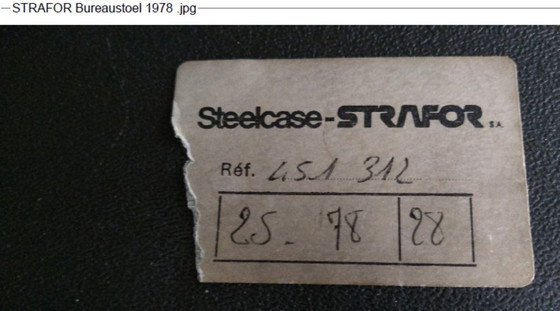 STRAFOR Bureaustoel 1978 .jpg
Steelcase-STRAFOR S.A.
Réf. 451 312
25. 78 28